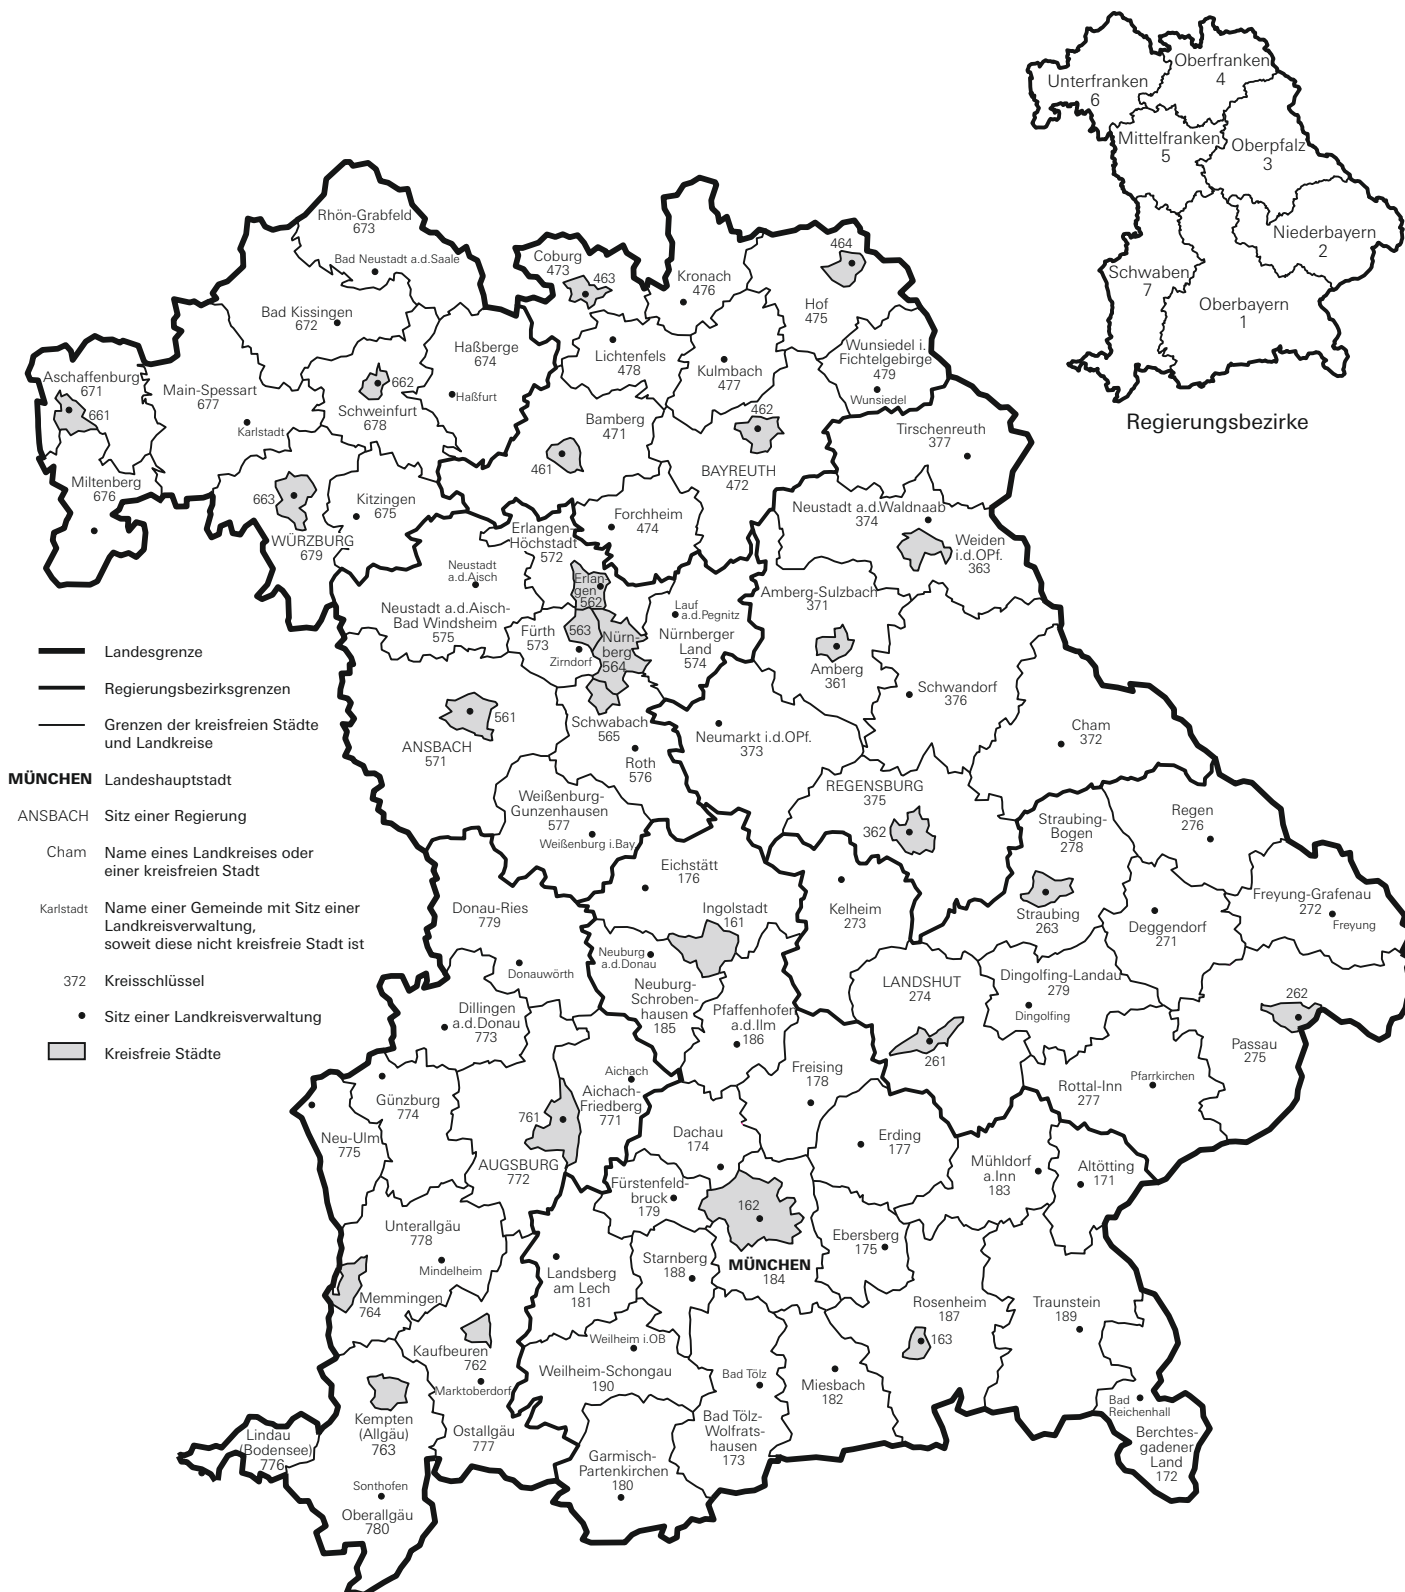 Oberfranken
4
Unterfranken
6
Mittelfranken
5
Oberpfalz
3
Niederbayern
2
Schwaben
7
Oberbayern
1
Regierungsbezirke
Rhön-Grabfeld
673
Bad Neustadt a.d.Saale
Bad Kissingen
672
Coburg
473
463
Kronach
476
464
Hof
475
Haßberge
674
Haßfurt
Lichtenfels
478
Kulmbach
477
Wunsiedel i.
Fichtelgebirge
479
Wunsiedel
Aschaffenburg
671
661
Main-Spessart
677
Karlstadt
662
Schweinfurt
678
Bamberg
471
461
462
BAYREUTH
472
Tirschenreuth
377
Miltenberg
676
663
WÜRZBURG
679
Kitzingen
675
Forchheim
474
Neustadt a.d.Waldnaab
374
Weiden
i.d.OPf.
363
Erlangen-
Höchstadt
572
Neustadt
a.d.Aisch
Neustadt a.d.Aisch-
Bad Windsheim
575
Erlan-
gen
562
Fürth
573
563
Zirndorf
Nürn-
berg
564
Lauf
a.d.Pegnitz
Nürnberger
Land
574
Amberg-Sulzbach
371
Amberg
361
Schwandorf
376
Cham
372
561
ANSBACH
571
Schwabach
565
Roth
576
Neumarkt i.d.OPf.
373
Weißenburg-
Gunzenhausen
577
Weißenburg i.Bay.
REGENSBURG
375
362
Straubing-
Bogen
278
Straubing
263
Regen
276
Freyung-Grafenau
272
Freyung
Deggendorf
271
Landesgrenze
Regierungsbezirksgrenzen
Grenzen der kreisfreien Städte
und Landkreise
MÜNCHEN Landeshauptstadt
ANSBACH Sitz einer Regierung
Cham Name eines Landkreises oder
einer kreisfreien Stadt
Karlstadt Name einer Gemeinde mit Sitz einer
Landkreisverwaltung,
soweit diese nicht kreisfreie Stadt ist
372 Kreisschlüssel
Sitz einer Landkreisverwaltung
Kreisfreie Städte
Eichstätt
176
Ingolstadt
161
Kelheim
273
Donau-Ries
779
Donauwörth
Neuburg
a.d.Donau
Neuburg-
Schroben-
hausen
185
Pfaffenhofen
a.d.Ilm
186
LANDSHUT
274
261
Dingolfing-Landau
279
Dingolfing
262
Passau
275
Rottal-Inn
277
Pfarrkirchen
Dillingen
a.d.Donau
773
Günzburg
774
Neu-Ulm
775
761
AUGSBURG
772
Aichach
Aichach-
Friedberg
771
Freising
178
Dachau
174
Erding
177
Mühldorf
a.Inn
183
Altötting
171
Fürstenfeld-
bruck
179
162
MÜNCHEN
184
Ebersberg
175
Unterallgäu
778
Mindelheim
Memmingen
764
Landsberg
am Lech
181
Starnberg
188
Rosenheim
187
163
Traunstein
189
Kaufbeuren
762
Marktoberdorf
Ostallgäu
777
Weilheim i.OB
Weilheim-Schongau
190
Bad Tölz
Bad Tölz-
Wolfrats-
hausen
173
Miesbach
182
Bad
Reichenhall
Berchtes-
gadener
Land
172
Kempten
(Allgäu)
763
Lindau
(Bodensee)
776
Sonthofen
Oberallgäu
780
Garmisch-
Partenkirchen
180